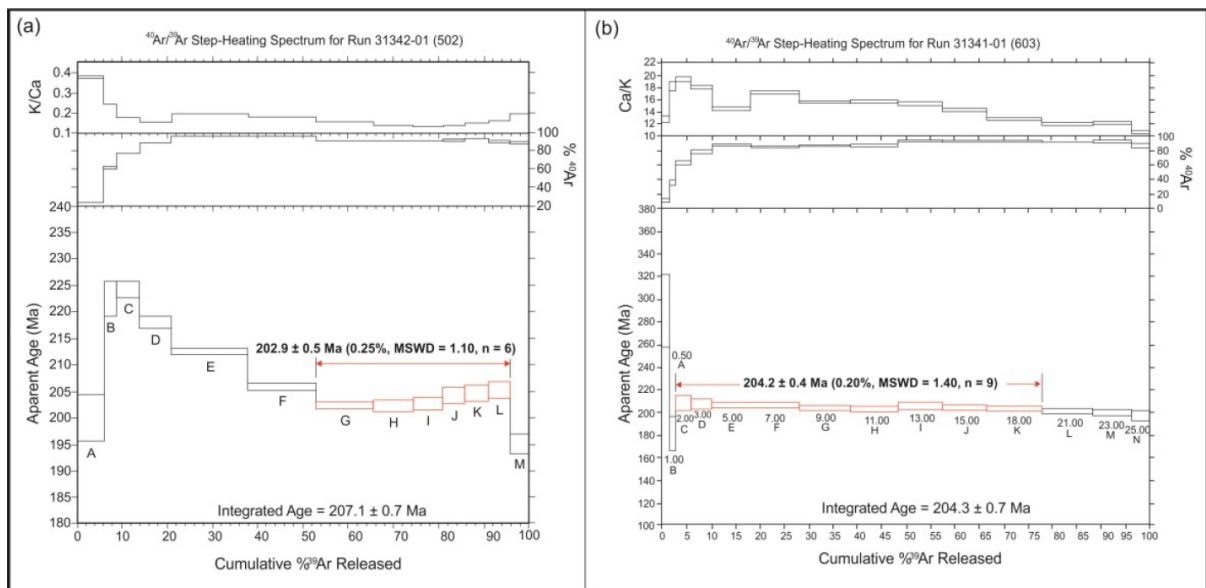 (a)
⁴⁰Ar/³⁹Ar Step-Heating Spectrum for Run 31342-01 (502)
K/Ca
0.4
0.3
0.2
0.1
100
80
60
40
20
% ⁴⁰Ar
Apparent Age (Ma)
240
235
230
225
220
215
210
205
200
195
190
185
180
202.9 ± 0.5 Ma (0.25%, MSWD = 1.10, n = 6)
A
B
C
D
E
F
G
H
I
J
K
L
M
Integrated Age = 207.1 ± 0.7 Ma
0 10 20 30 40 50 60 70 80 90 100
Cumulative %³⁹Ar Released
(b)
⁴⁰Ar/³⁹Ar Step-Heating Spectrum for Run 31341-01 (603)
Ca/K
22
20
18
16
14
12
10
100
80
60
40
20
0
% ⁴⁰Ar
Apparent Age (Ma)
380
360
340
320
300
280
260
240
220
200
180
160
140
120
100
0.50
A
204.2 ± 0.4 Ma (0.20%, MSWD = 1.40, n = 9)
1.00
B
2.00
C
3.00
D
5.00
E
7.00
F
9.00
G
11.00
H
13.00
I
15.00
J
18.00
K
21.00
L
23.00
M
25.00
N
Integrated Age = 204.3 ± 0.7 Ma
0 5 10 15 20 25 30 35 40 45 50 55 60 65 70 75 80 85 90 95 100
Cumulative %³⁹Ar Released